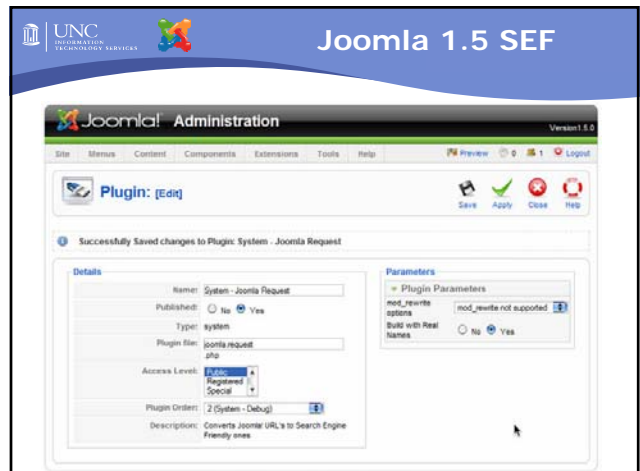 UNC
INFORMATION
TECHNOLOGY SERVICES
Joomla 1.5 SEF
Joomla! Administration
Version1.5.0
Site Menus Content Components Extensions Tools Help
Preview 0 1 Logout
Plugin: [Edit]
Save Apply Close Help
Successfully Saved changes to Plugin: System - Joomla Request
Details
Name: System - Joomla Request
Published: No Yes
Type: system
Plugin file: joomla.request
.php
Access Level: Public
Registered
Special
Plugin Order: 2 (System - Debug)
Description: Converts Joomla! URL's to Search Engine
Friendly ones
Parameters
Plugin Parameters
mod_rewrite
options
mod_rewrite not supported
Build with Real
Names
No Yes